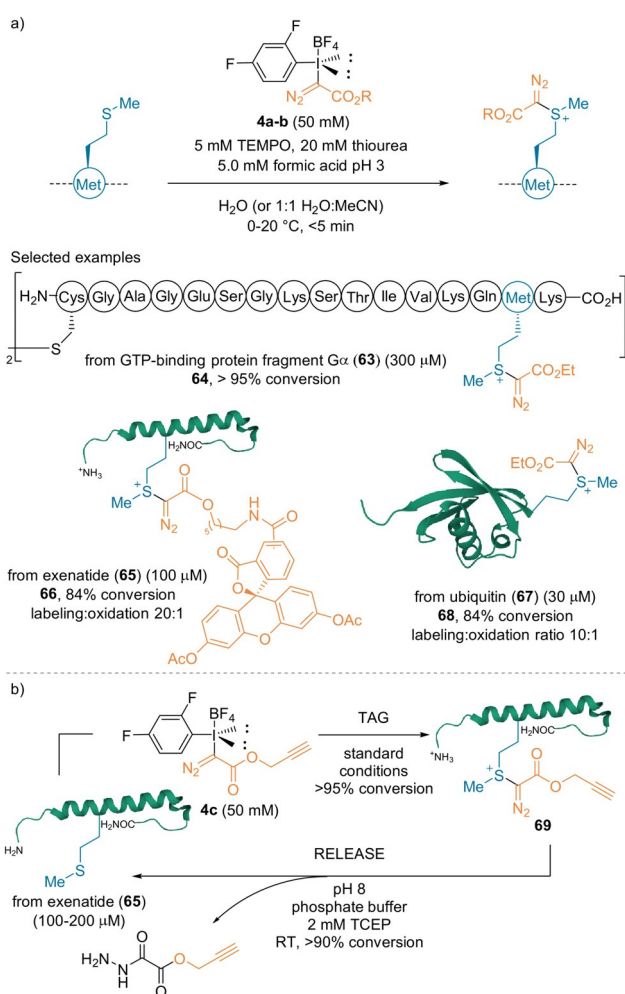 a)
F
F
BF4
I
:
:
N2
CO2R
4a-b (50 mM)
5 mM TEMPO, 20 mM thiourea
5.0 mM formic acid pH 3
H2O (or 1:1 H2O:MeCN)
0-20 °C, <5 min
S
Me
Met
N2
RO2C
S
+
Me
Met
Selected examples
H2N
Cys Gly Ala Gly Glu Ser Gly Lys Ser Thr Ile Val Lys Gln Met Lys
CO2H
2
S
from GTP-binding protein fragment Gα (63) (300 μM)
64, > 95% conversion
Me
S
+
CO2Et
N2
+NH3
H2NOC
Me
S
+
O
N2
O
5
H
N
O
O
O
O
OAc
AcO
from exenatide (65) (100 μM)
66, 84% conversion
labeling:oxidation 20:1
N2
EtO2C
S
+
Me
from ubiquitin (67) (30 μM)
68, 84% conversion
labeling:oxidation ratio 10:1
b)
F
F
BF4
I
:
:
N2
O
O
4c (50 mM)
TAG
standard
conditions
>95% conversion
+NH3
H2NOC
Me
S
+
O
N2
O
69
H2N
H2NOC
S
Me
from exenatide (65)
(100-200 μM)
RELEASE
pH 8
phosphate buffer
2 mM TCEP
RT, >90% conversion
H2N
N
H
O
O
O